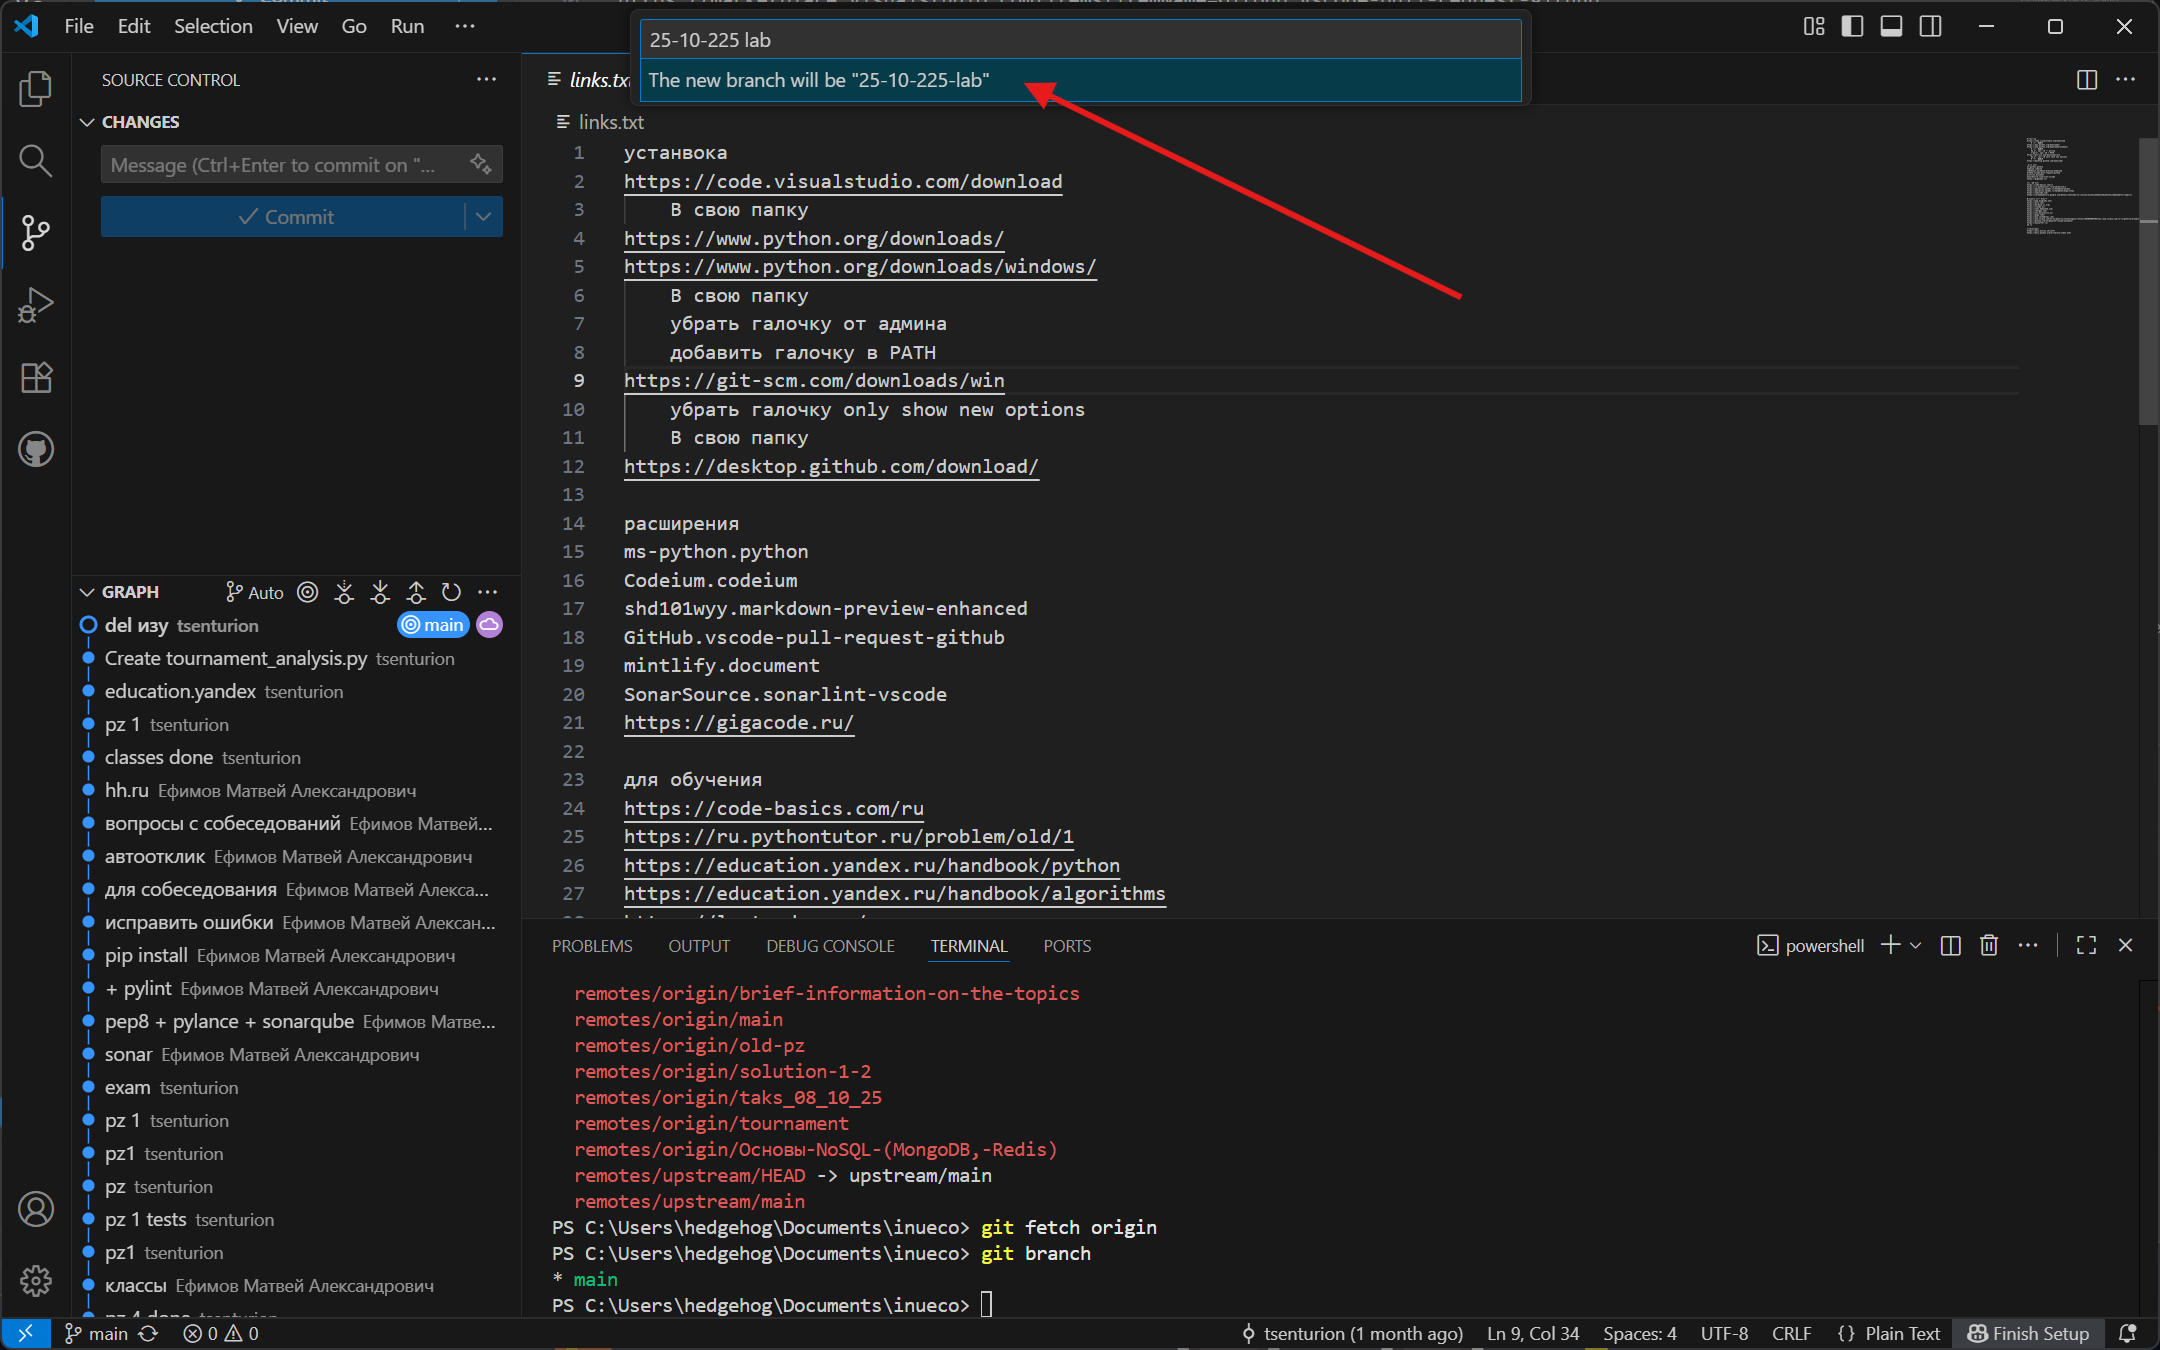 File Edit Selection View Go Run ···
25-10-225 lab
The new branch will be "25-10-225-lab"
SOURCE CONTROL
CHANGES
Message (Ctrl+Enter to commit on "...
Commit
GRAPH
Auto
del изу tsenturion main
Create tournament_analysis.py tsenturion
education.yandex tsenturion
pz 1 tsenturion
classes done tsenturion
hh.ru Ефимов Матвей Александрович
вопросы с собеседований Ефимов Матвей...
автоотклик Ефимов Матвей Александрович
для собеседования Ефимов Матвей Алекса...
исправить ошибки Ефимов Матвей Алексан...
pip install Ефимов Матвей Александрович
+ pylint Ефимов Матвей Александрович
pep8 + pylance + sonarqube Ефимов Матве...
sonar Ефимов Матвей Александрович
exam tsenturion
pz 1 tsenturion
pz1 tsenturion
pz tsenturion
pz 1 tests tsenturion
pz1 tsenturion
классы Ефимов Матвей Александрович
links.txt
links.txt
1 устанвока
2 https://code.visualstudio.com/download
3 В свою папку
4 https://www.python.org/downloads/
5 https://www.python.org/downloads/windows/
6 В свою папку
7 убрать галочку от админа
8 добавить галочку в PATH
9 https://git-scm.com/downloads/win
10 убрать галочку only show new options
11 В свою папку
12 https://desktop.github.com/download/
13
14 расширения
15 ms-python.python
16 Codeium.codeium
17 shd101wyy.markdown-preview-enhanced
18 GitHub.vscode-pull-request-github
19 mintlify.document
20 SonarSource.sonarlint-vscode
21 https://gigacode.ru/
22
23 для обучения
24 https://code-basics.com/ru
25 https://ru.pythontutor.ru/problem/old/1
26 https://education.yandex.ru/handbook/python
27 https://education.yandex.ru/handbook/algorithms
PROBLEMS OUTPUT DEBUG CONSOLE TERMINAL PORTS
powershell
remotes/origin/brief-information-on-the-topics
remotes/origin/main
remotes/origin/old-pz
remotes/origin/solution-1-2
remotes/origin/taks_08_10_25
remotes/origin/tournament
remotes/origin/Основы-NoSQL-(MongoDB,-Redis)
remotes/upstream/HEAD -> upstream/main
remotes/upstream/main
PS C:\Users\hedgehog\Documents\inueco> git fetch origin
PS C:\Users\hedgehog\Documents\inueco> git branch
* main
PS C:\Users\hedgehog\Documents\inueco>
main 0 0
tsenturion (1 month ago) Ln 9, Col 34 Spaces: 4 UTF-8 CRLF {} Plain Text Finish Setup